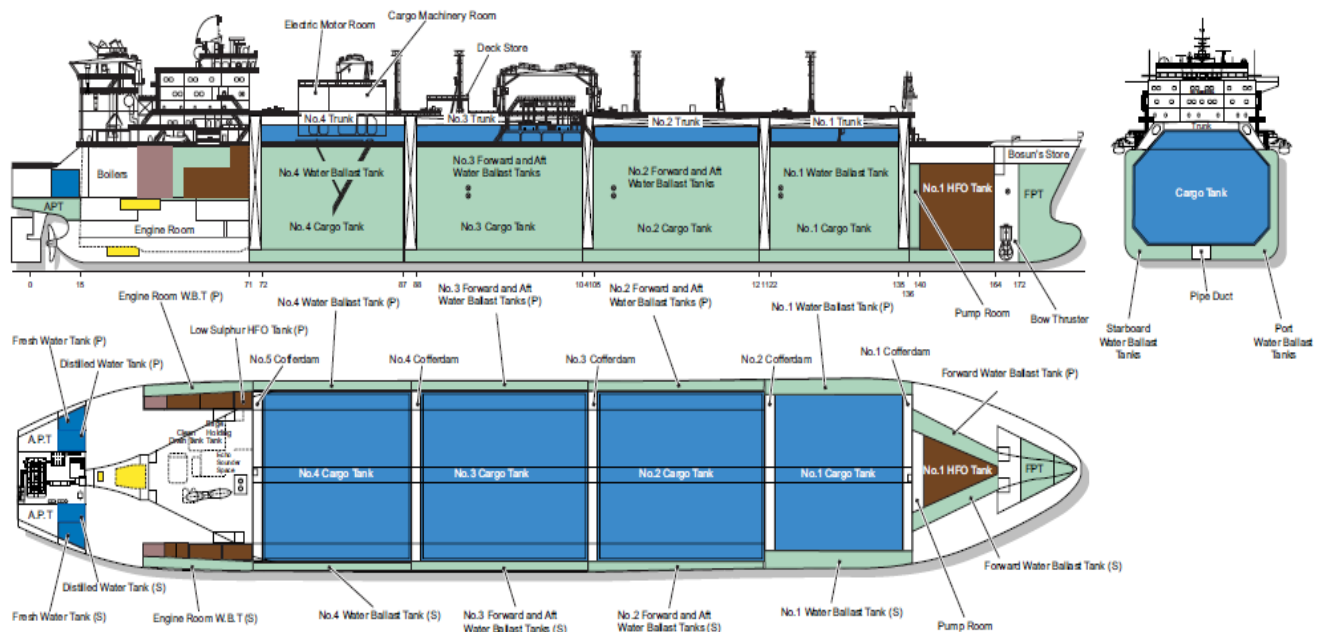 Electric Motor Room
Cargo Machinery Room
Deck Store
No.4 Trunk
No.3 Trunk
No.2 Trunk
No.1 Trunk
Trunk
Boilers
No.4 Water Ballast Tank
No.3 Forward and Aft
Water Ballast Tanks
No.2 Forward and Aft
Water Ballast Tanks
No.1 Water Ballast Tank
Bosun's Store
No.1 HFO Tank
FPT
Cargo Tank
APT
Engine Room
No.4 Cargo Tank
No.3 Cargo Tank
No.2 Cargo Tank
No.1 Cargo Tank
0 15 71 72 87 88 104 105 121 122 135 136 140 164 172
Pump Room
Bow Thruster
Pipe Duct
Starboard
Water Ballast
Tanks
Port
Water Ballast
Tanks
Engine Room W.B.T (P)
No.4 Water Ballast Tank (P)
No.3 Forward and Aft
Water Ballast Tanks (P)
No.2 Forward and Aft
Water Ballast Tanks (P)
No.1 Water Ballast Tank (P)
Low Sulphur HFO Tank (P)
Fresh Water Tank (P)
Distilled Water Tank (P)
No.5 Cofferdam
No.4 Cofferdam
No.3 Cofferdam
No.2 Cofferdam
No.1 Cofferdam
Forward Water Ballast Tank (P)
A.P.T
Clean
Drain Tank
Bilge
Holding
Tank
Echo
Sounder
Space
No.4 Cargo Tank
No.3 Cargo Tank
No.2 Cargo Tank
No.1 Cargo Tank
No.1 HFO Tank
FPT
A.P.T
Distilled Water Tank (S)
Fresh Water Tank (S)
Engine Room W.B.T (S)
No.4 Water Ballast Tank (S)
No.3 Forward and Aft
Water Ballast Tanks (S)
No.2 Forward and Aft
Water Ballast Tanks (S)
No.1 Water Ballast Tank (S)
Pump Room
Forward Water Ballast Tank (S)